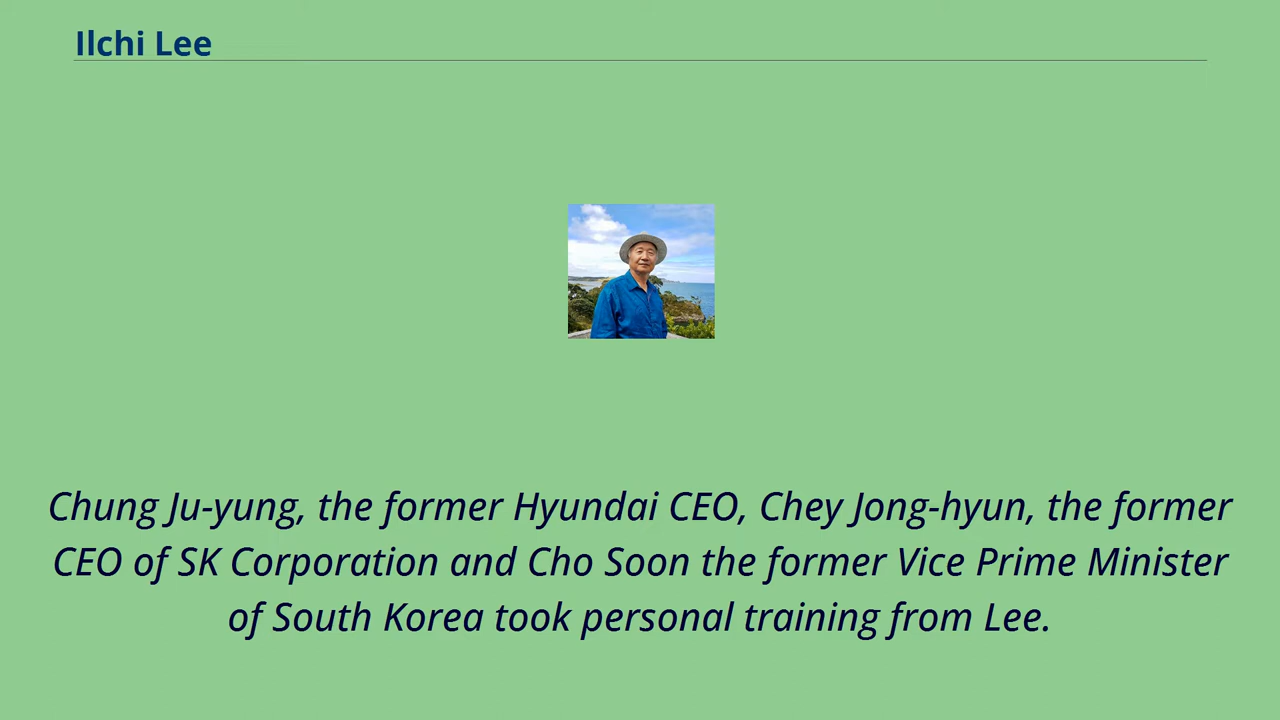 Ilchi Lee
Chung Ju-yung, the former Hyundai CEO, Chey Jong-hyun, the former
CEO of SK Corporation and Cho Soon the former Vice Prime Minister
of South Korea took personal training from Lee.